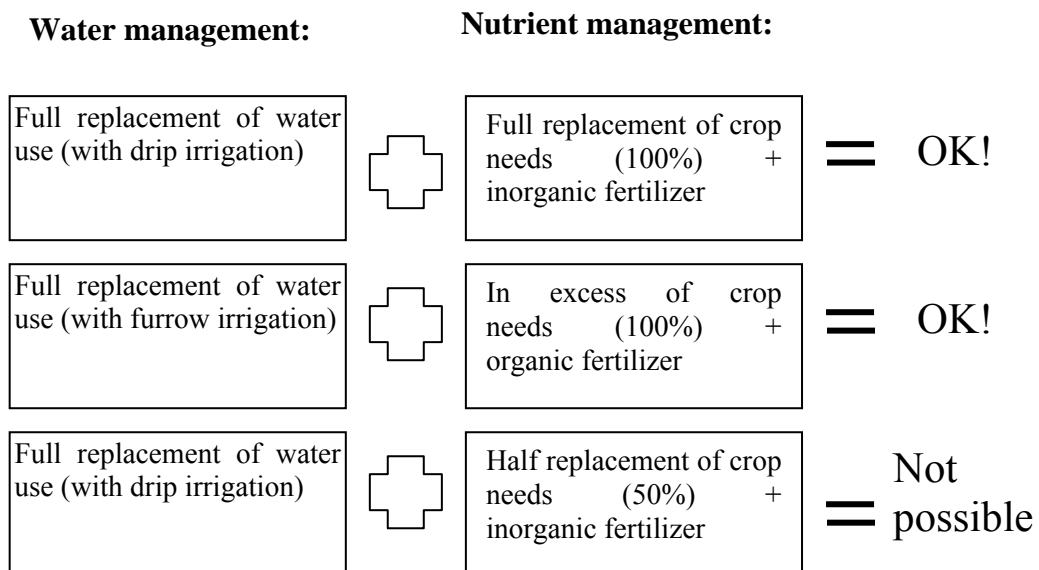 Water management:
Nutrient management:
Full replacement of water
use (with drip irrigation)
Full replacement of crop
needs (100%) +
inorganic fertilizer
= OK!
Full replacement of water
use (with furrow irrigation)
In excess of crop
needs (100%) +
organic fertilizer
= OK!
Full replacement of water
use (with drip irrigation)
Half replacement of crop
needs (50%) +
inorganic fertilizer
= Not
possible